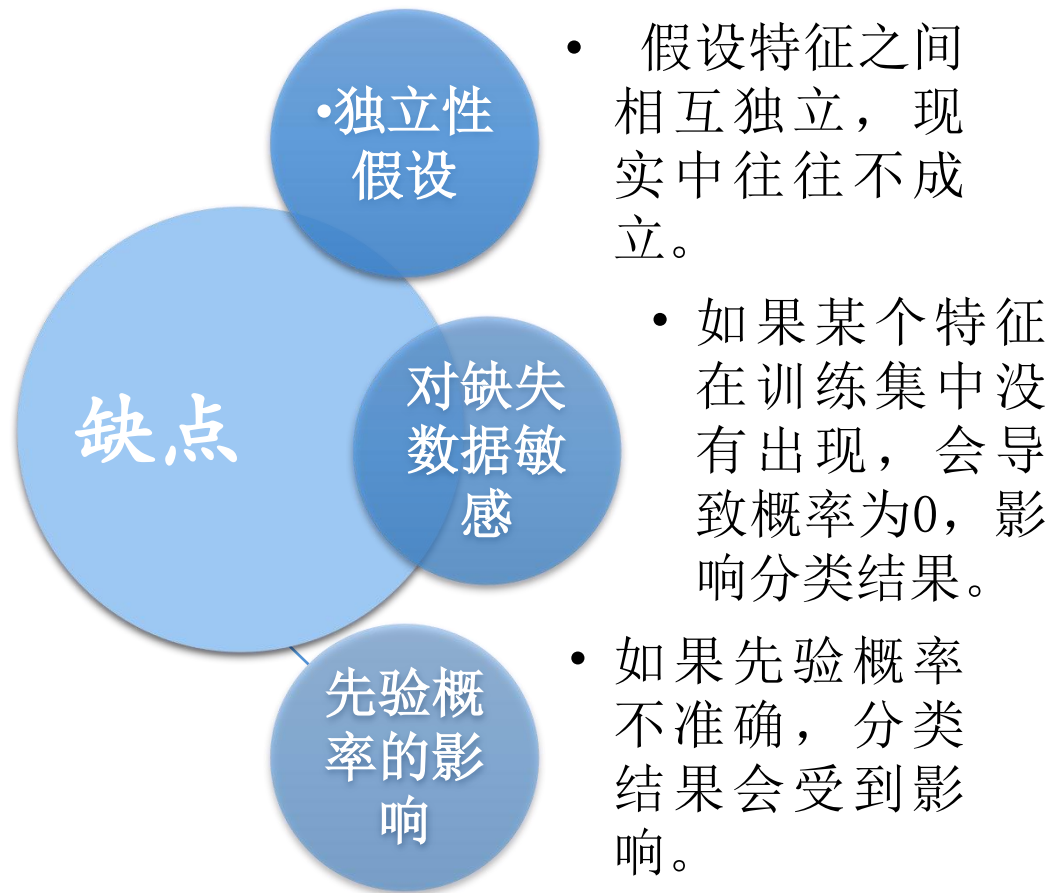 缺点
•独立性
假设
• 假设特征之间
相互独立，现
实中往往不成
立。
对缺失
数据敏
感
• 如果某个特征
在训练集中没
有出现，会导
致概率为0，影
响分类结果。
先验概
率的影
响
• 如果先验概率
不准确，分类
结果会受到影
响。